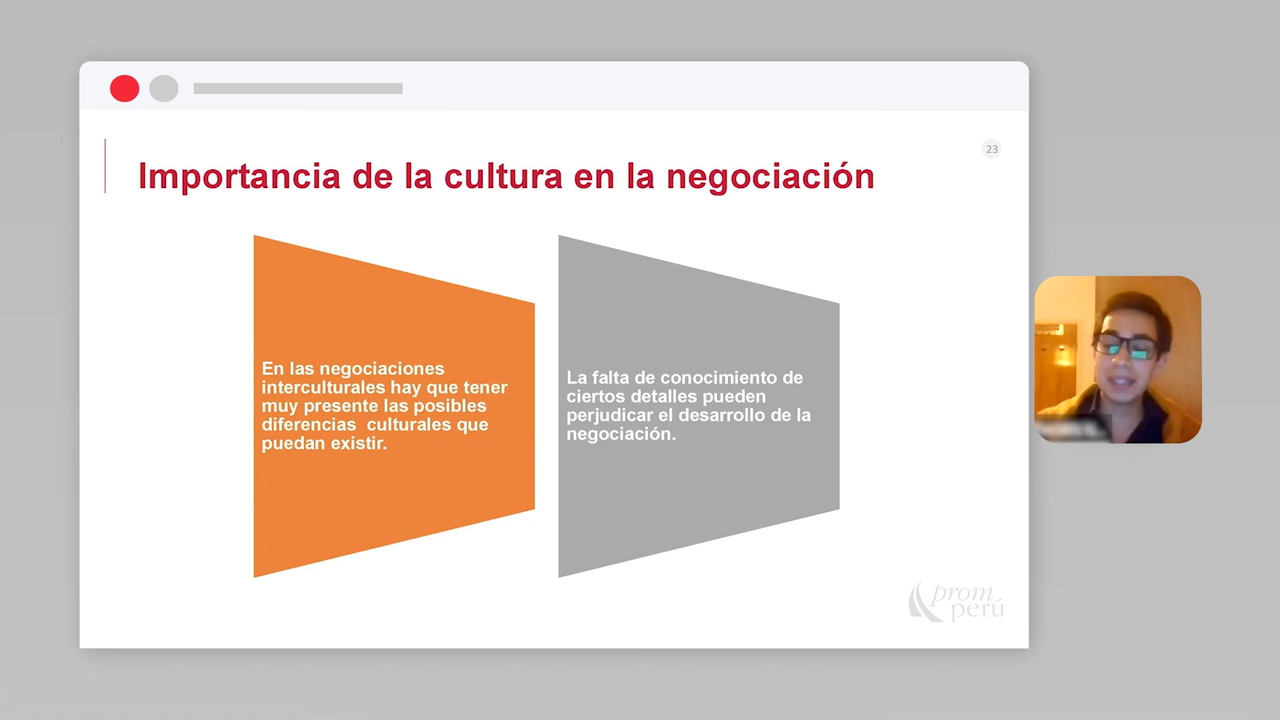 23
Importancia de la cultura en la negociación
En las negociaciones
interculturales hay que tener
muy presente las posibles
diferencias culturales que
puedan existir.
La falta de conocimiento de
ciertos detalles pueden
perjudicar el desarrollo de la
negociación.
prom
perú